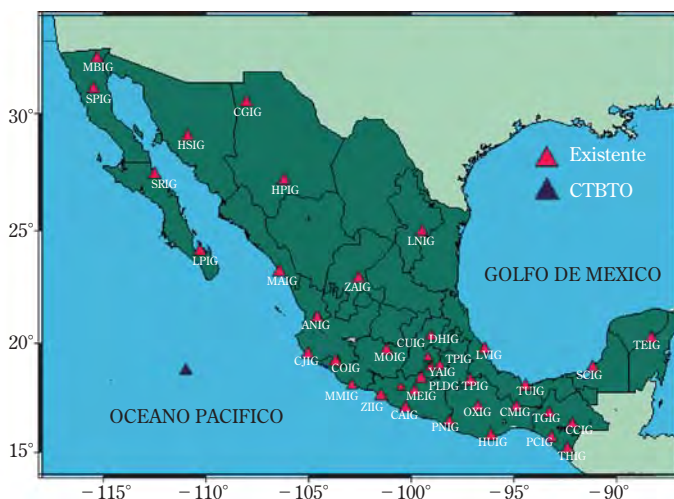 MBIG
SPIG
30°
CGIG
HSIG
Existente
SRIG
HPIG
CTBTO
25°
LNIG
LPIG
MAIG
ZAIG
GOLFO DE MEXICO
ANIG
20°
CUIG
DHIG
TEIG
CJIG
COIG
MOIG
TPIG
LVIG
YAIG
SCIG
MMIG
PLDG
TPIG
TUIG
ZIIG
MEIG
OCEANO PACIFICO
CAIG
OXIG
CMIG
TGIG
PNIG
CCIG
15°
HUIG
PCIG
THIG
−115°
−110°
−105°
−100°
−95°
−90°